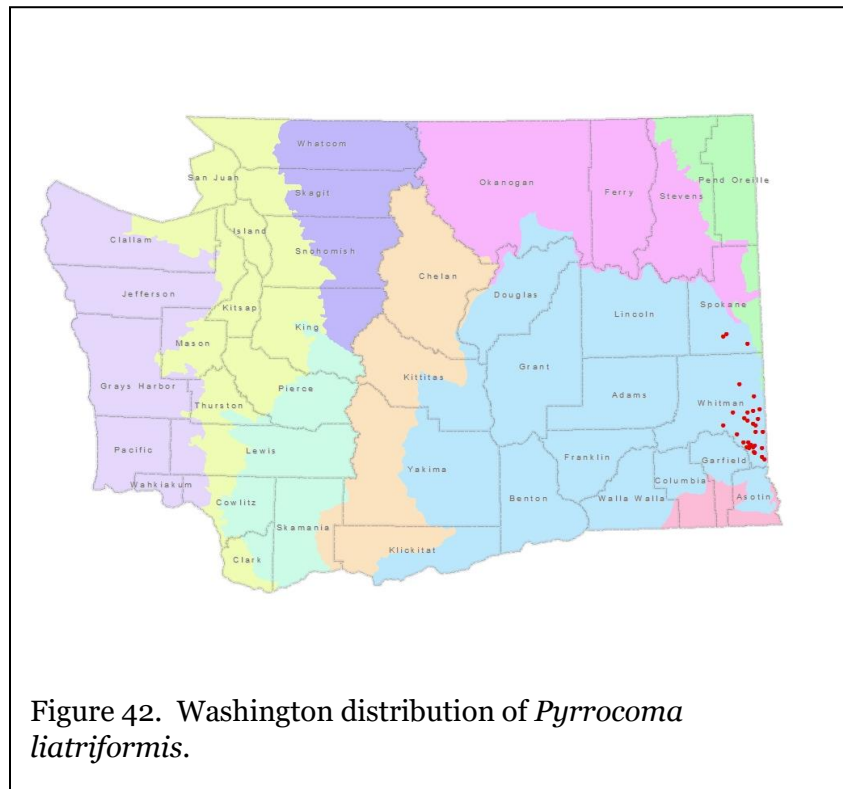 Whatcom
San Juan
Skagit
Okanogan
Ferry
Stevens
Pend Oreille
Island
Clallam
Snohomish
Chelan
Jefferson
Douglas
Kitsap
Lincoln
Spokane
King
Mason
Grant
Kittitas
Grays Harbor
Pierce
Adams
Whitman
Thurston
Pacific
Lewis
Yakima
Franklin
Garfield
Wahkiakum
Columbia
Cowlitz
Skamania
Benton
Walla Walla
Asotin
Klickitat
Clark
Figure 42. Washington distribution of Pyrrocoma
liatriformis.